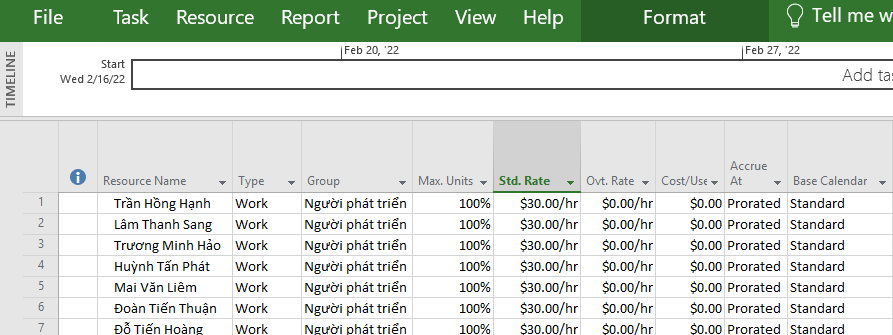 File Task Resource Report Project View Help Format Tell me w
TIMELINE
Feb 20, '22 Feb 27, '22
Start
Wed 2/16/22
Add tas
Resource Name Type Group Max. Units Std. Rate Ovt. Rate Cost/Use Accrue At Base Calendar
1 Trần Hồng Hạnh Work Người phát triển 100% $30.00/hr $0.00/hr $0.00 Prorated Standard
2 Lâm Thanh Sang Work Người phát triển 100% $30.00/hr $0.00/hr $0.00 Prorated Standard
3 Trương Minh Hảo Work Người phát triển 100% $30.00/hr $0.00/hr $0.00 Prorated Standard
4 Huỳnh Tấn Phát Work Người phát triển 100% $30.00/hr $0.00/hr $0.00 Prorated Standard
5 Mai Văn Liêm Work Người phát triển 100% $30.00/hr $0.00/hr $0.00 Prorated Standard
6 Đoàn Tiến Thuận Work Người phát triển 100% $30.00/hr $0.00/hr $0.00 Prorated Standard
7 Đỗ Tiến Hoàng Work Người phát triển 100% $30.00/hr $0.00/hr $0.00 Prorated Standard